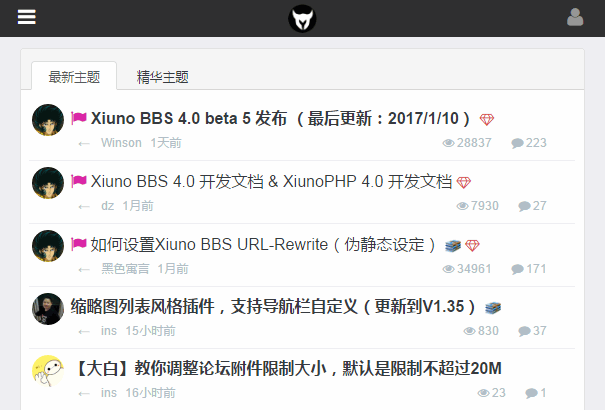 最新主题 精华主题
Xiuno BBS 4.0 beta 5 发布 （最后更新：2017/1/10）
← Winson 1天前 28837 223
Xiuno BBS 4.0 开发文档 & XiunoPHP 4.0 开发文档
← dz 1月前 7930 27
如何设置Xiuno BBS URL-Rewrite（伪静态设定）
← 黑色寓言 1月前 34961 171
缩略图列表风格插件，支持导航栏自定义（更新到V1.35）
← ins 15小时前 830 37
【大白】教你调整论坛附件限制大小，默认是限制不超过20M
← ins 16小时前 23 1